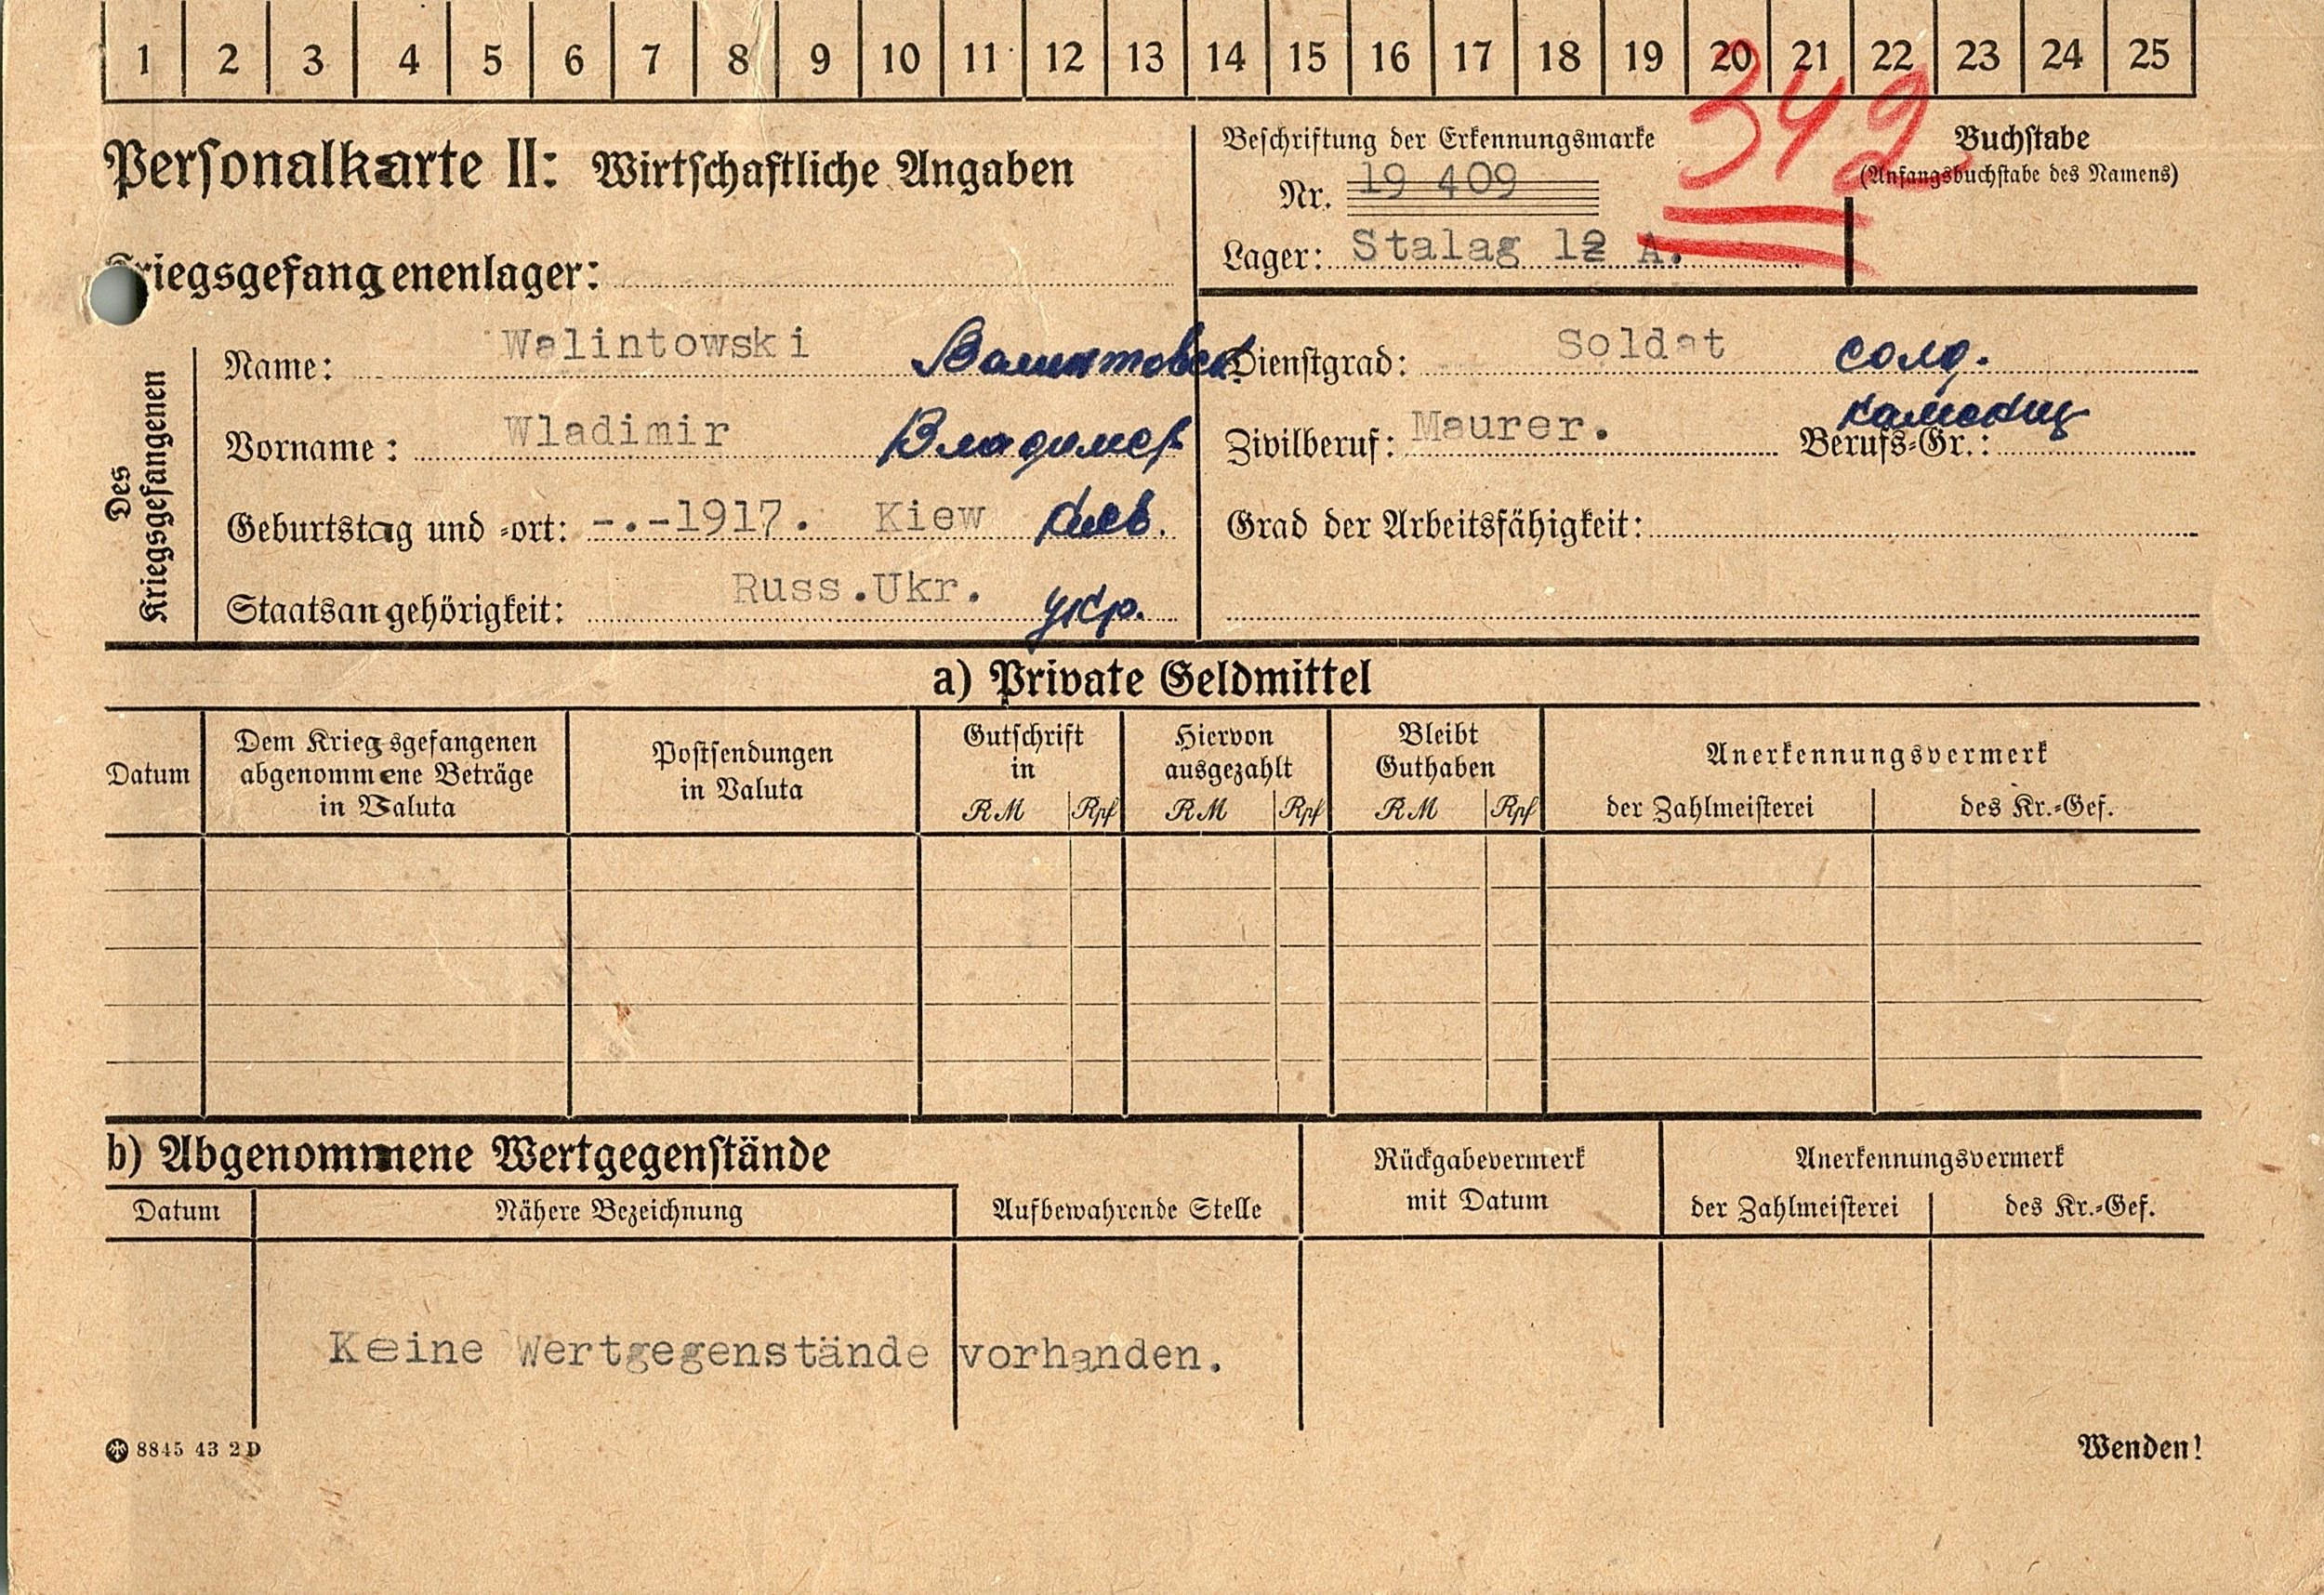 1 2 3 4 5 6 7 8 9 10 11 12 13 14 15 16 17 18 19 20 21 22 23 24 25
342
Personalkarte II: Wirtschaftliche Angaben
Beschriftung der Erkennungsmarke
Nr. 19 409
Lager: Stalag 12 A.
Buchstabe
(Anfangsbuchstabe des Namens)
Kriegsgefangenenlager:
Des Kriegsgefangenen
Name: Walintowski
Dienstgrad: Soldat солд.
Vorname: Wladimir Владимер
Zivilberuf: Maurer. каменщ
Berufs-Gr.:
Geburtstag und -ort: -.-1917. Kiew Киев.
Grad der Arbeitsfähigkeit:
Staatsangehörigkeit: Russ.Ukr. укр.
a) Private Geldmittel
Datum
Dem Kriegsgefangenen abgenommene Beträge in Valuta
Postsendungen in Valuta
Gutschrift in RM Rpf
Hiervon ausgezahlt RM Rpf
Bleibt Guthaben RM Rpf
Anerkennungsvermerk
der Zahlmeisterei des Kr.-Gef.
b) Abgenommene Wertgegenstände
Datum Nähere Bezeichnung Aufbewahrende Stelle
Rückgabevermerk mit Datum
Anerkennungsvermerk
der Zahlmeisterei des Kr.-Gef.
Keine Wertgegenstände vorhanden.
8845 43 2 D
Wenden!